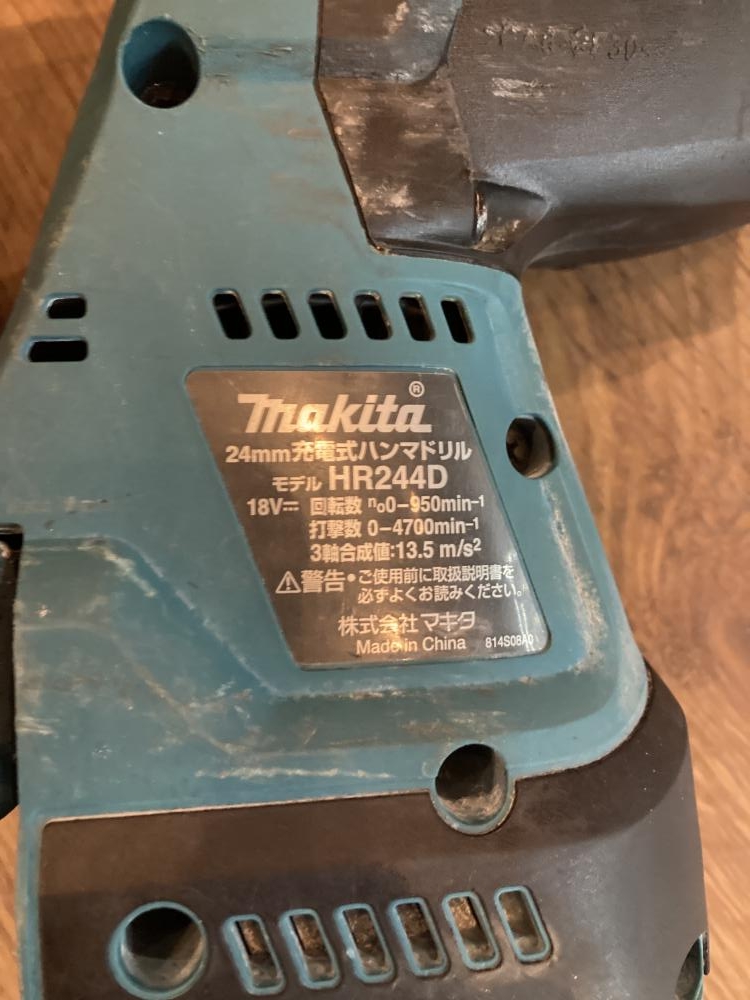 makita®
24mm充電式ハンマドリル
モデル HR244D
18V⎓ 回転数 n₀0-950min⁻¹
打撃数 0-4700min⁻¹
3軸合成値:13.5 m/s²
⚠警告・ご使用前に取扱説明書を
必ずよくお読みください。
株式会社マキタ
Made in China 814S08A0